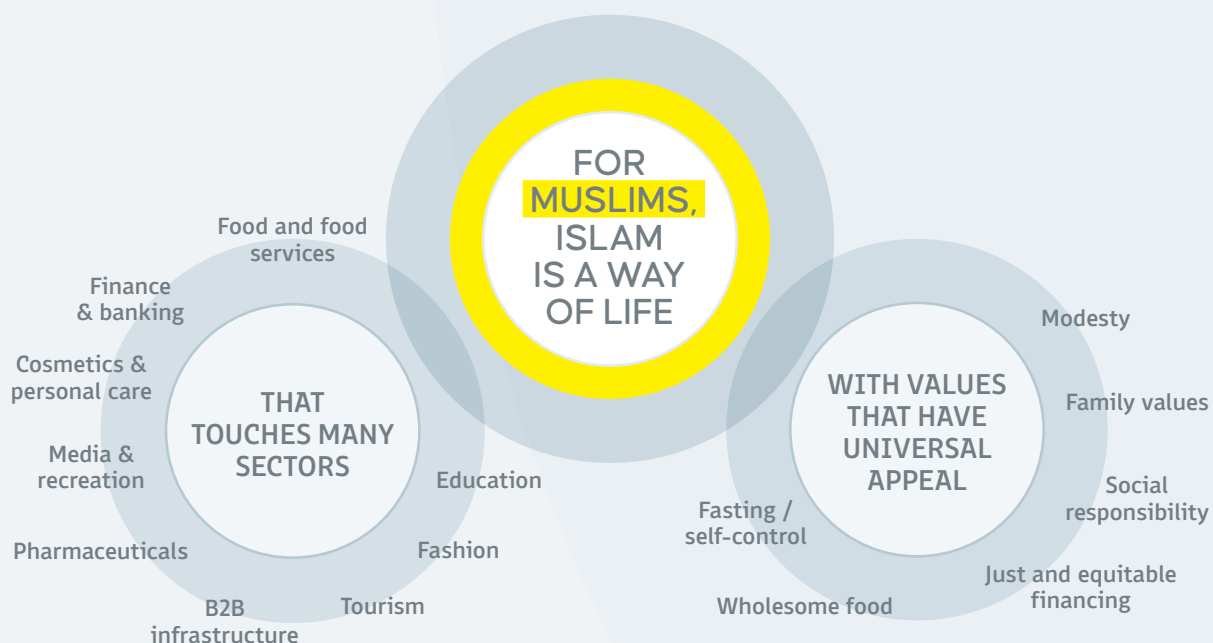 FOR
MUSLIMS,
ISLAM
IS A WAY
OF LIFE
THAT
TOUCHES MANY
SECTORS
Food and food
services
Finance
& banking
Cosmetics &
personal care
Media &
recreation
Pharmaceuticals
B2B
infrastructure
Tourism
Fashion
Education
WITH VALUES
THAT HAVE
UNIVERSAL
APPEAL
Modesty
Family values
Social
responsibility
Just and equitable
financing
Wholesome food
Fasting /
self-control